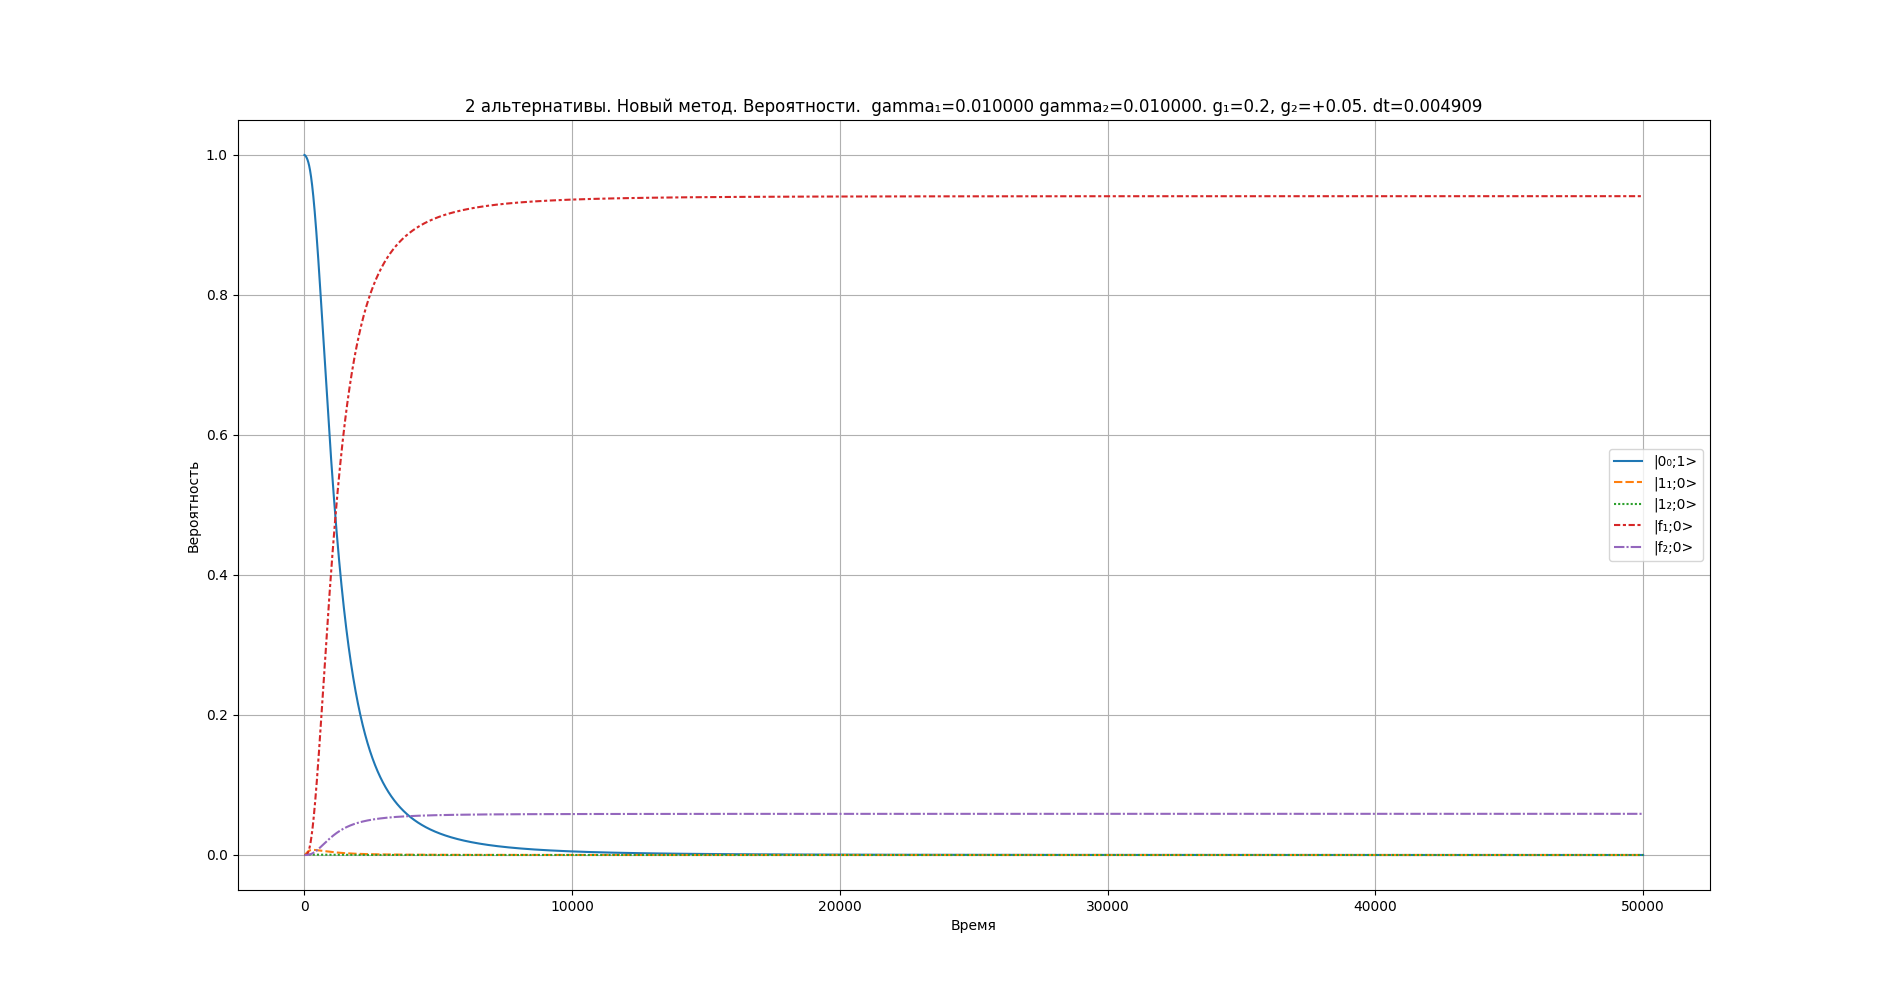 2 альтернативы. Новый метод. Вероятности.  gamma₁=0.010000 gamma₂=0.010000. g₁=0.2, g₂=+0.05. dt=0.004909
1.0
0.8
0.6
0.4
0.2
0.0
Вероятность
|0₀;1>
|1₁;0>
|1₂;0>
|f₁;0>
|f₂;0>
0 10000 20000 30000 40000 50000
Время